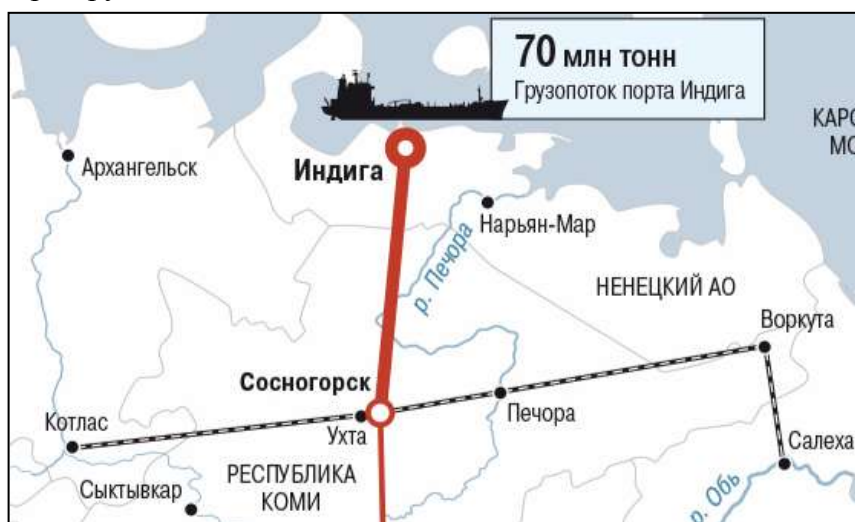 70 млн тонн
Грузопоток порта Индига
Архангельск
Индига
Нарьян-Мар
р. Печора
НЕНЕЦКИЙ АО
Воркута
Сосногорск
Котлас
Ухта
Печора
Сыктывкар
РЕСПУБЛИКА
КОМИ
Салеха
р. Обь